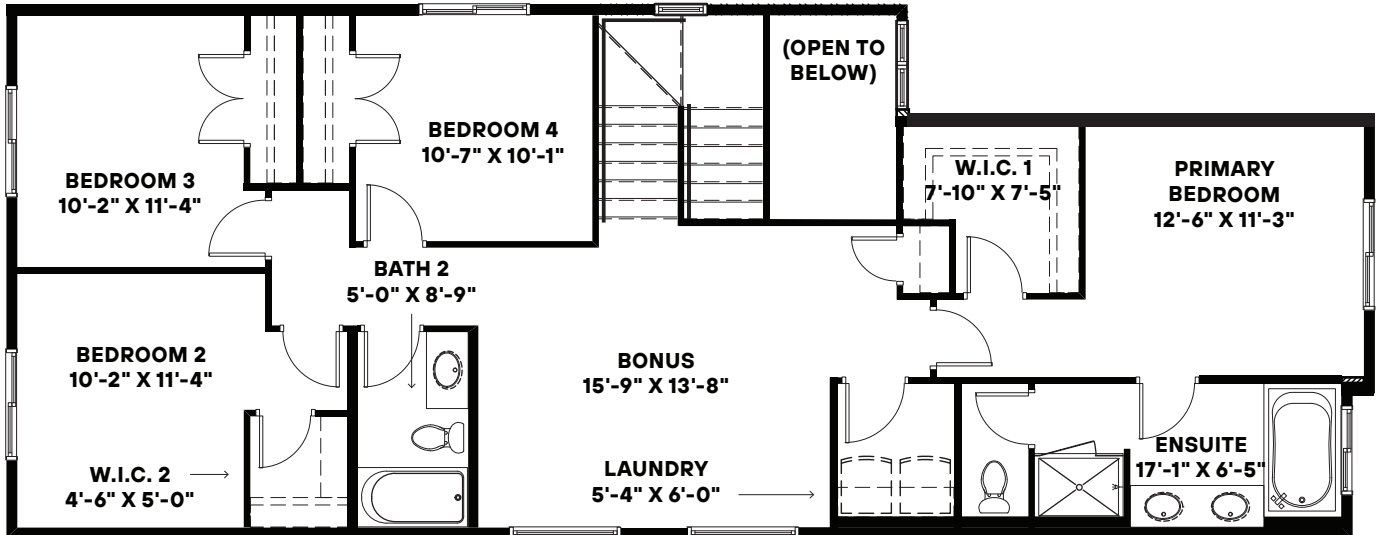 (OPEN TO
BELOW)
BEDROOM 4
10'-7" X 10'-1"
BEDROOM 3
10'-2" X 11'-4"
W.I.C. 1
7'-10" X 7'-5"
PRIMARY
BEDROOM
12'-6" X 11'-3"
BATH 2
5'-0" X 8'-9"
BEDROOM 2
10'-2" X 11'-4"
BONUS
15'-9" X 13'-8"
W.I.C. 2
4'-6" X 5'-0"
LAUNDRY
5'-4" X 6'-0"
ENSUITE
17'-1" X 6'-5"